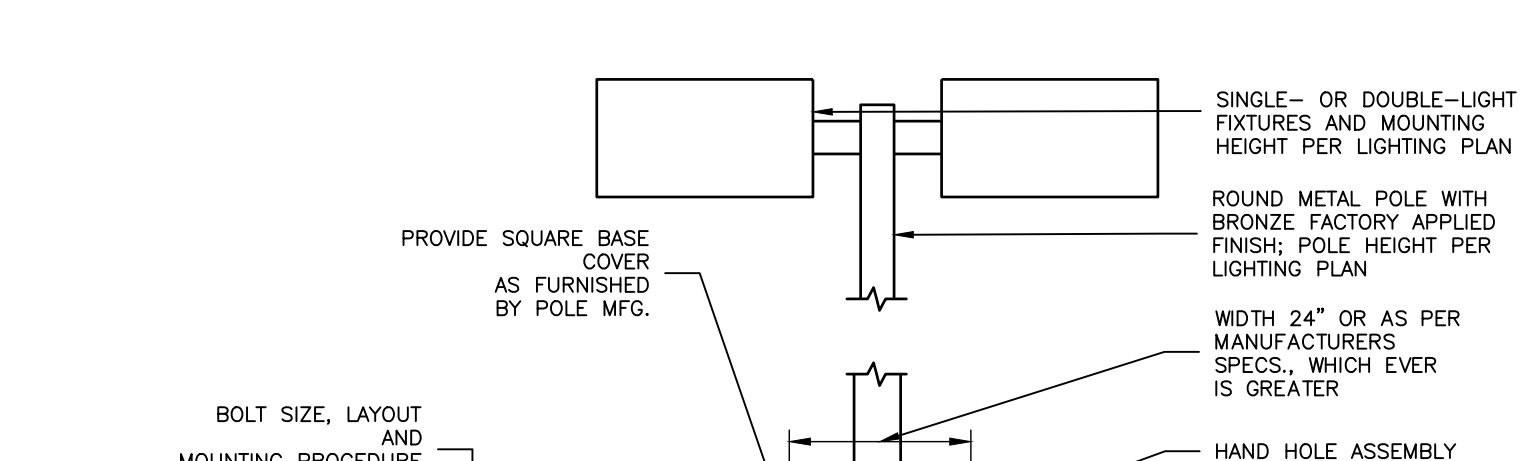 SINGLE- OR DOUBLE-LIGHT
FIXTURES AND MOUNTING
HEIGHT PER LIGHTING PLAN
ROUND METAL POLE WITH
BRONZE FACTORY APPLIED
FINISH; POLE HEIGHT PER
LIGHTING PLAN
PROVIDE SQUARE BASE
COVER
AS FURNISHED
BY POLE MFG.
WIDTH 24" OR AS PER
MANUFACTURERS
SPECS., WHICH EVER
IS GREATER
BOLT SIZE, LAYOUT
AND
MOUNTING PROCEDURE
HAND HOLE ASSEMBLY